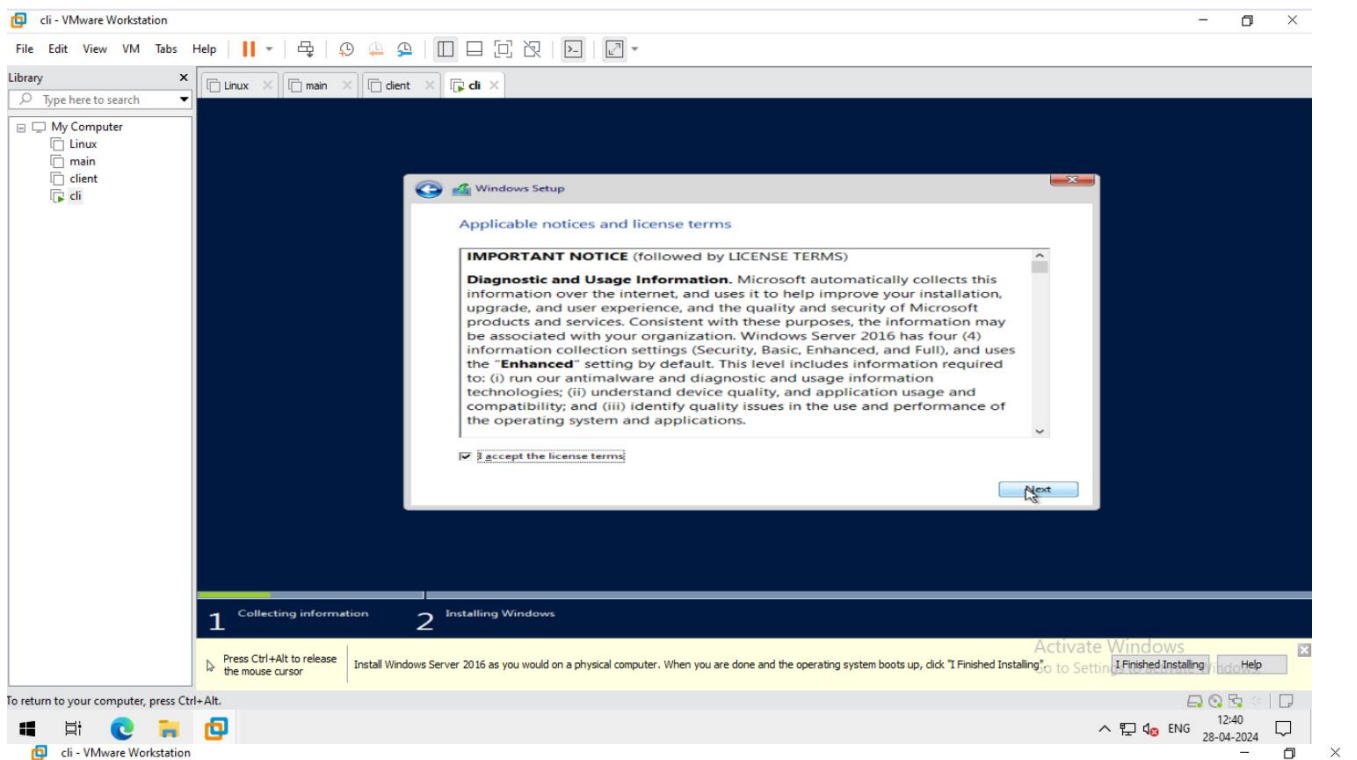 cli - VMware Workstation
File Edit View VM Tabs Help
Library
Type here to search
My Computer
Linux
main
client
cli
Linux main client cli
Windows Setup
Applicable notices and license terms
IMPORTANT NOTICE (followed by LICENSE TERMS)
Diagnostic and Usage Information. Microsoft automatically collects this
information over the internet, and uses it to help improve your installation,
upgrade, and user experience, and the quality and security of Microsoft
products and services. Consistent with these purposes, the information may
be associated with your organization. Windows Server 2016 has four (4)
information collection settings (Security, Basic, Enhanced, and Full), and uses
the "Enhanced" setting by default. This level includes information required
to: (i) run our antimalware and diagnostic and usage information
technologies; (ii) understand device quality, and application usage and
compatibility; and (iii) identify quality issues in the use and performance of
the operating system and applications.
I accept the license terms
Next
1 Collecting information 2 Installing Windows
Press Ctrl+Alt to release
the mouse cursor
Install Windows Server 2016 as you would on a physical computer. When you are done and the operating system boots up, click "I Finished Installing".
Activate Windows
Go to Settings to activate Windows.
I Finished Installing Help
To return to your computer, press Ctrl+Alt.
ENG
12:40
28-04-2024
cli - VMware Workstation